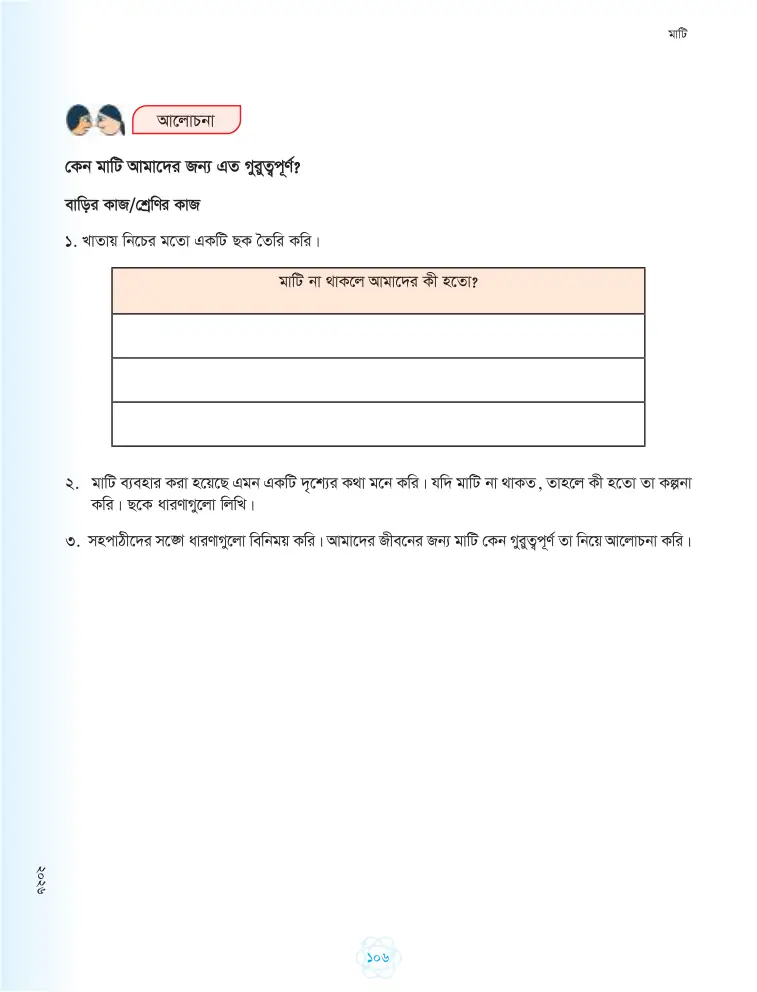 মাটি
আলোচনা
কেন মাটি আমাদের জন্য এত গুরুত্বপূর্ণ?
বাড়ির কাজ/শ্রেণির কাজ
১. খাতায় নিচের মতো একটি ছক তৈরি করি।
মাটি না থাকলে আমাদের কী হতো?
২. মাটি ব্যবহার করা হয়েছে এমন একটি দৃশ্যের কথা মনে করি। যদি মাটি না থাকত, তাহলে কী হতো তা কল্পনা
করি। ছকে ধারণাগুলো লিখি।
৩. সহপাঠীদের সঙ্গে ধারণাগুলো বিনিময় করি। আমাদের জীবনের জন্য মাটি কেন গুরুত্বপূর্ণ তা নিয়ে আলোচনা করি।
২০২৫
১০৬